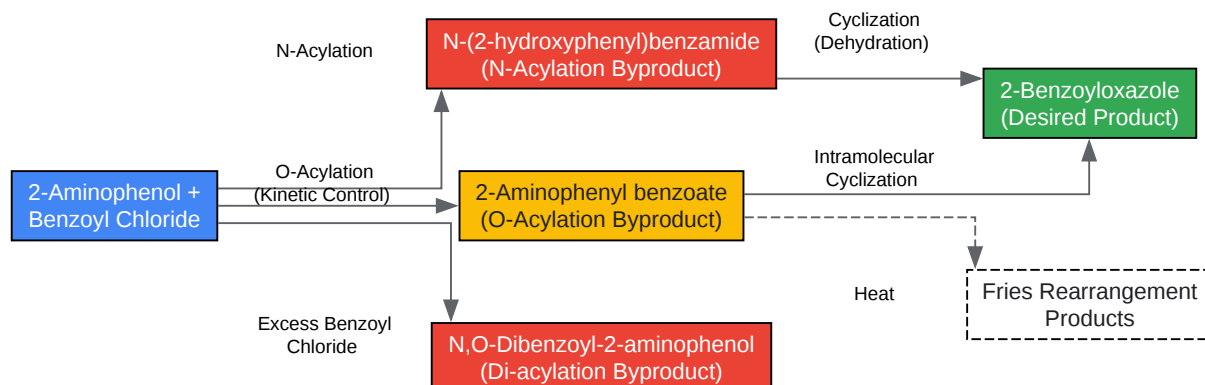 N-Acylation
N-(2-hydroxyphenyl)benzamide
(N-Acylation Byproduct)
Cyclization
(Dehydration)
2-Benzoyloxazole
(Desired Product)
2-Aminophenol +
Benzoyl Chloride
O-Acylation
(Kinetic Control)
2-Aminophenyl benzoate
(O-Acylation Byproduct)
Intramolecular
Cyclization
Excess Benzoyl
Chloride
N,O-Dibenzoyl-2-aminophenol
(Di-acylation Byproduct)
Heat
Fries Rearrangement
Products